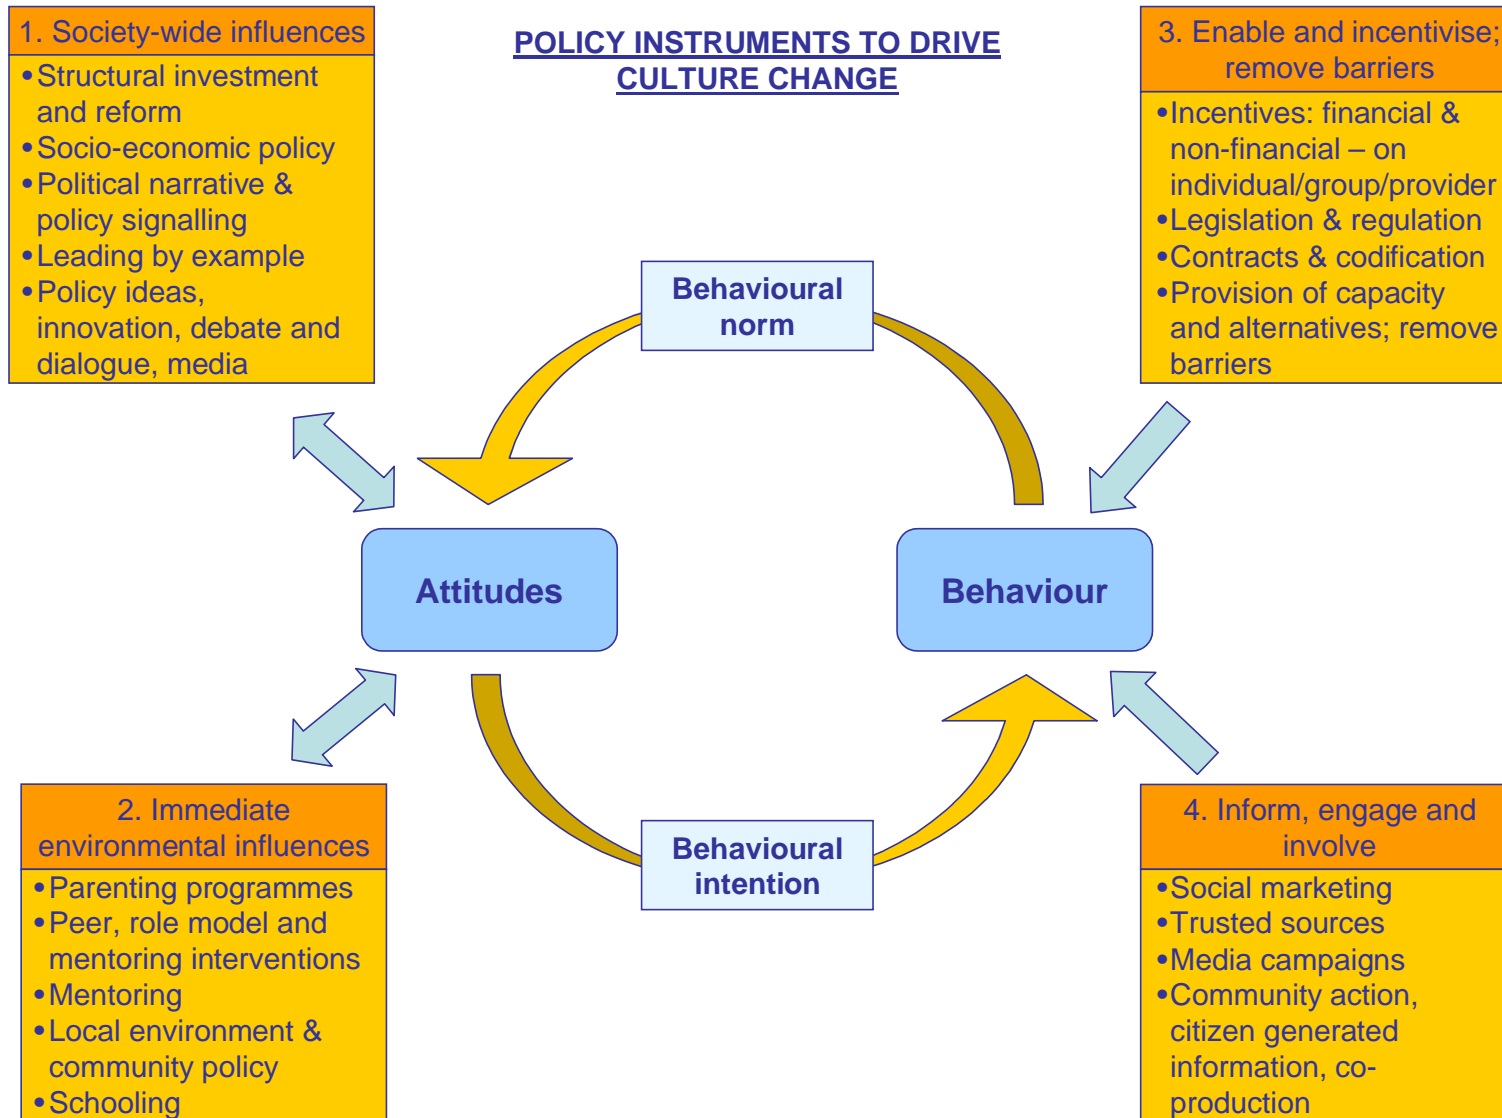 POLICY INSTRUMENTS TO DRIVE
CULTURE CHANGE
1. Society-wide influences
•Structural investment
and reform
•Socio-economic policy
•Political narrative &
policy signalling
•Leading by example
•Policy ideas,
innovation, debate and
dialogue, media
3. Enable and incentivise;
remove barriers
•Incentives: financial &
non-financial – on
individual/group/provider
•Legislation & regulation
•Contracts & codification
•Provision of capacity
and alternatives; remove
barriers
Behavioural
norm
Attitudes
Behaviour
Behavioural
intention
2. Immediate
environmental influences
•Parenting programmes
•Peer, role model and
mentoring interventions
•Mentoring
•Local environment &
community policy
•Schooling
4. Inform, engage and
involve
•Social marketing
•Trusted sources
•Media campaigns
•Community action,
citizen generated
information, co-
production